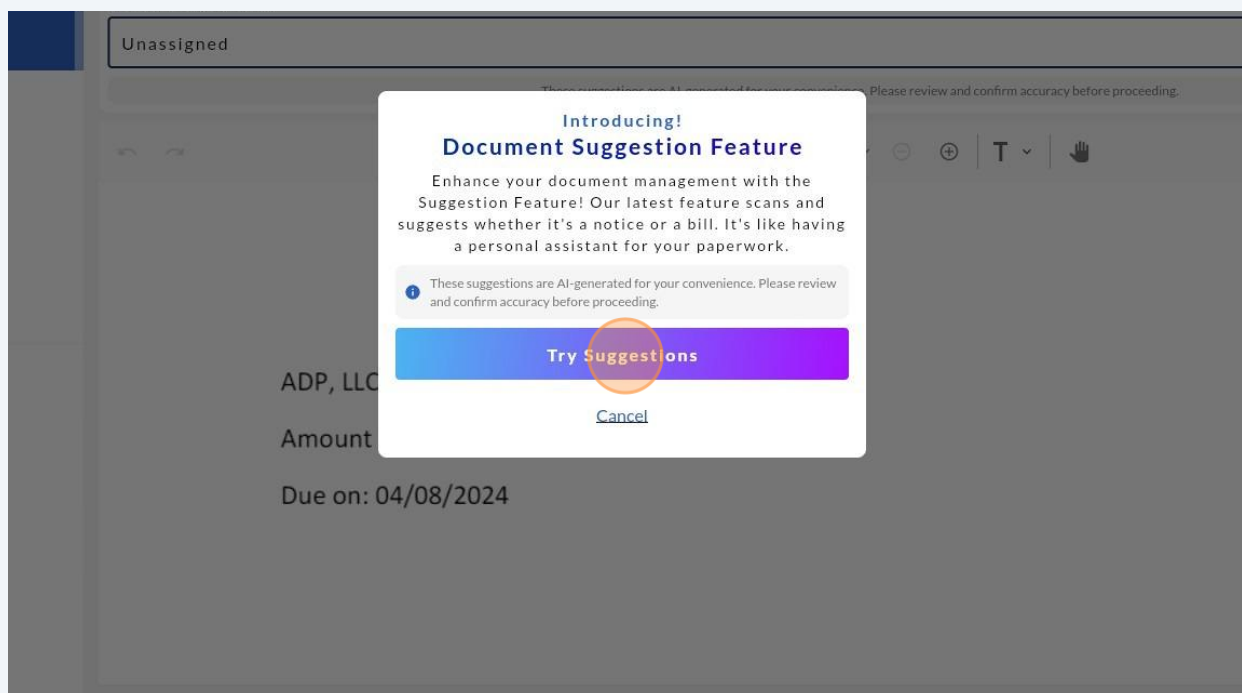 Unassigned
These suggestions are AI-generated for your convenience. Please review and confirm accuracy before proceeding.
Introducing!
Document Suggestion Feature
Enhance your document management with the
Suggestion Feature! Our latest feature scans and
suggests whether it's a notice or a bill. It's like having
a personal assistant for your paperwork.
These suggestions are AI-generated for your convenience. Please review
and confirm accuracy before proceeding.
Try Suggestions
Cancel
T
ADP, LLC
Amount
Due on: 04/08/2024